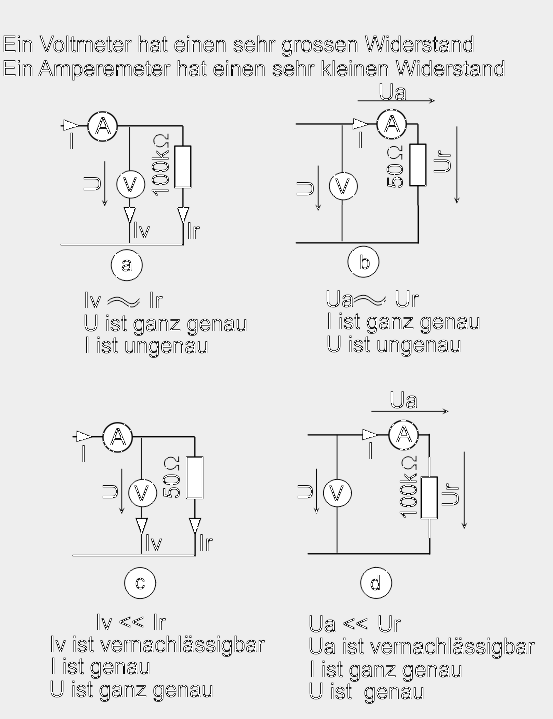 Ein Voltmeter hat einen sehr grossen Widerstand
Ein Amperemeter hat einen sehr kleinen Widerstand
A
I
U
V
100kΩ
Iv
Ir
a
Iv ≈ Ir
U ist ganz genau
I ist ungenau
Ua
A
I
U
V
50Ω
Ur
b
Ua ≈ Ur
I ist ganz genau
U ist ungenau
A
I
U
V
50Ω
Iv
Ir
c
Iv << Ir
Iv ist vernachlässigbar
I ist genau
U ist ganz genau
Ua
A
I
U
V
100kΩ
Ur
d
Ua << Ur
Ua ist vernachlässigbar
I ist ganz genau
U ist genau